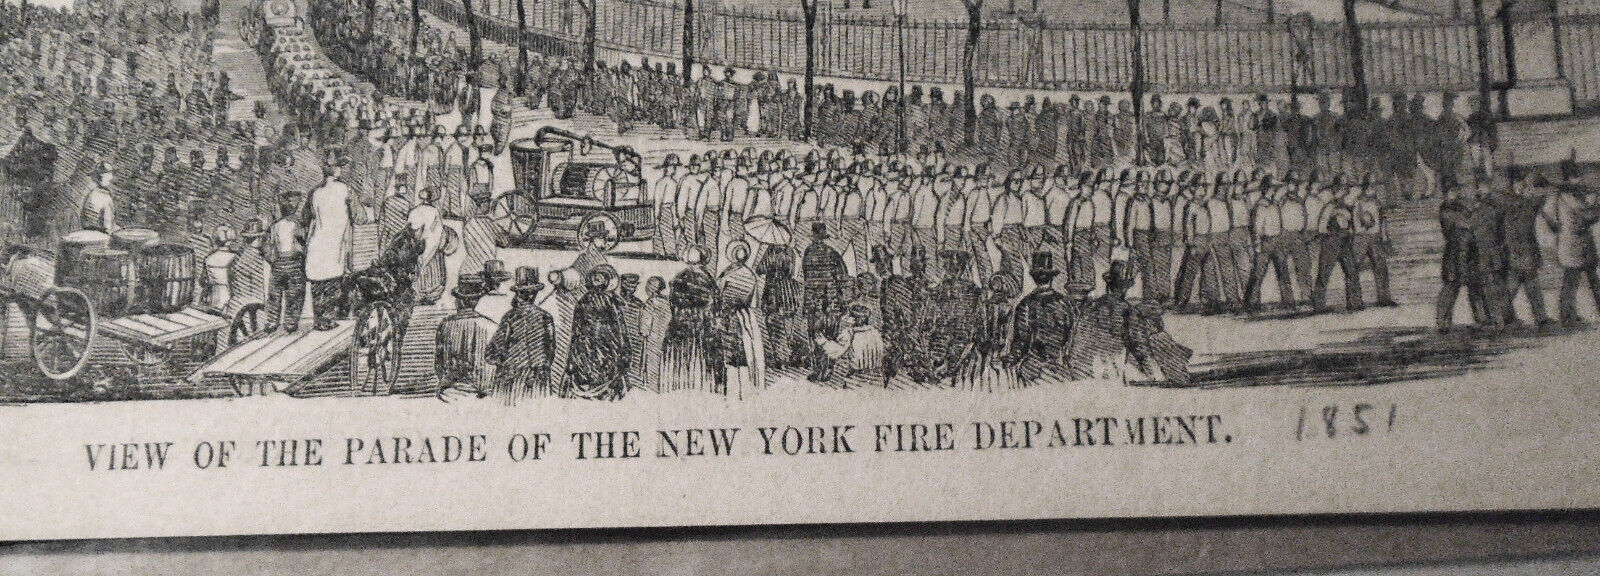 VIEW OF THE PARADE OF THE NEW YORK FIRE DEPARTMENT. 1851